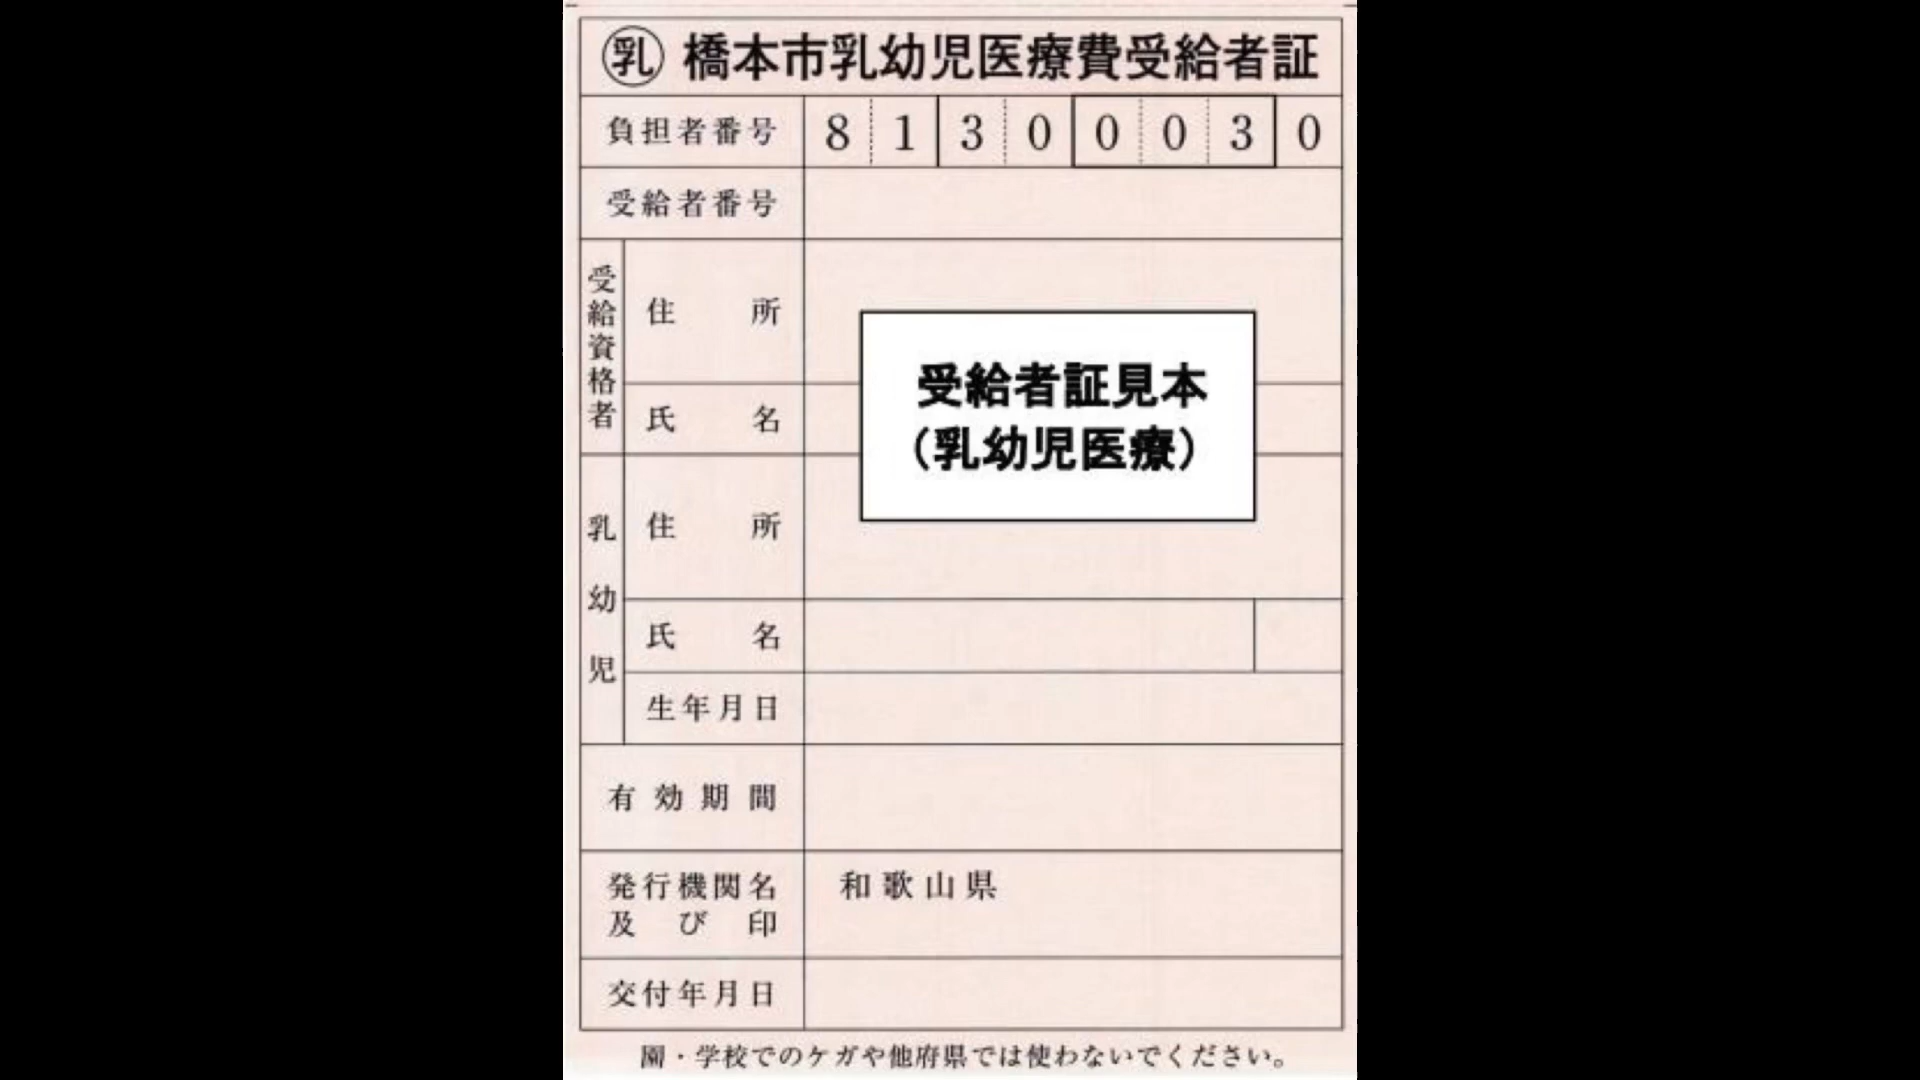 乳 橋本市乳幼児医療費受給者証
負担者番号 8 1 3 0 0 0 3 0
受給者番号
受給資格者
住所
氏名
受給者証見本
(乳幼児医療)
乳幼児
住所
氏名
生年月日
有効期間
発行機関名
及び印
和歌山県
交付年月日
園・学校でのケガや他府県では使わないでください。